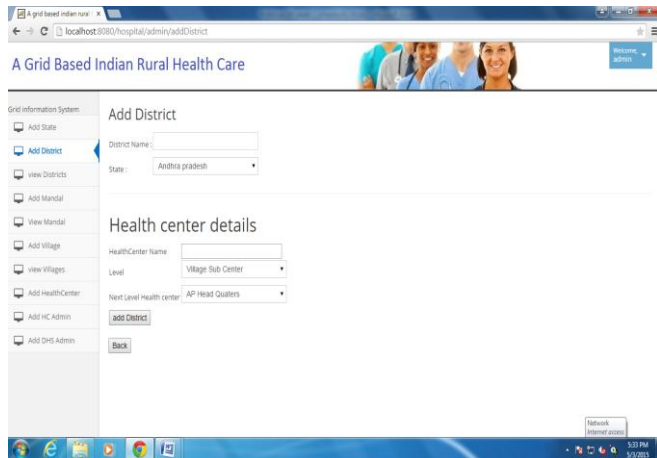 A grid based indian rural
localhost:8080/hospital/admin/addDistrict
A Grid Based Indian Rural Health Care
Welcome,
admin
Grid information System
Add State
Add District
view Districts
Add Mandal
View Mandal
Add Village
view Villages
Add HealthCenter
Add HC Admin
Add DHS Admin
Add District
District Name :
State : Andhra pradesh
Health center details
HealthCenter Name
Level Village Sub Center
Next Level Health center AP Head Quaters
add District
Back
Network
Internet access
5:33 PM
5/3/2015